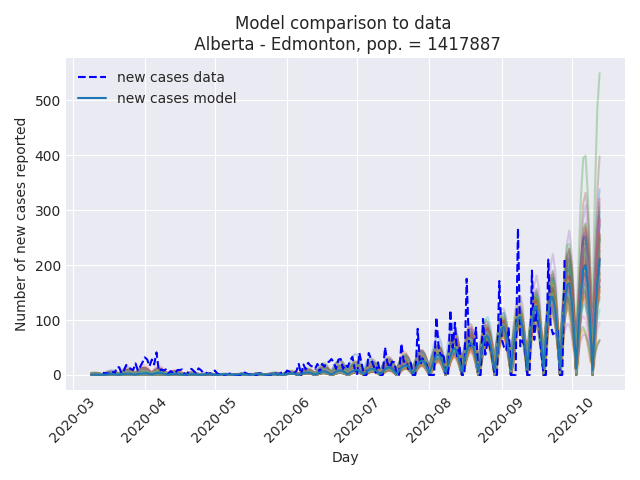 Model comparison to data
Alberta - Edmonton, pop. = 1417887
new cases data
new cases model
Number of new cases reported
500
400
300
200
100
0
2020-03
2020-04
2020-05
2020-06
2020-07
2020-08
2020-09
2020-10
Day